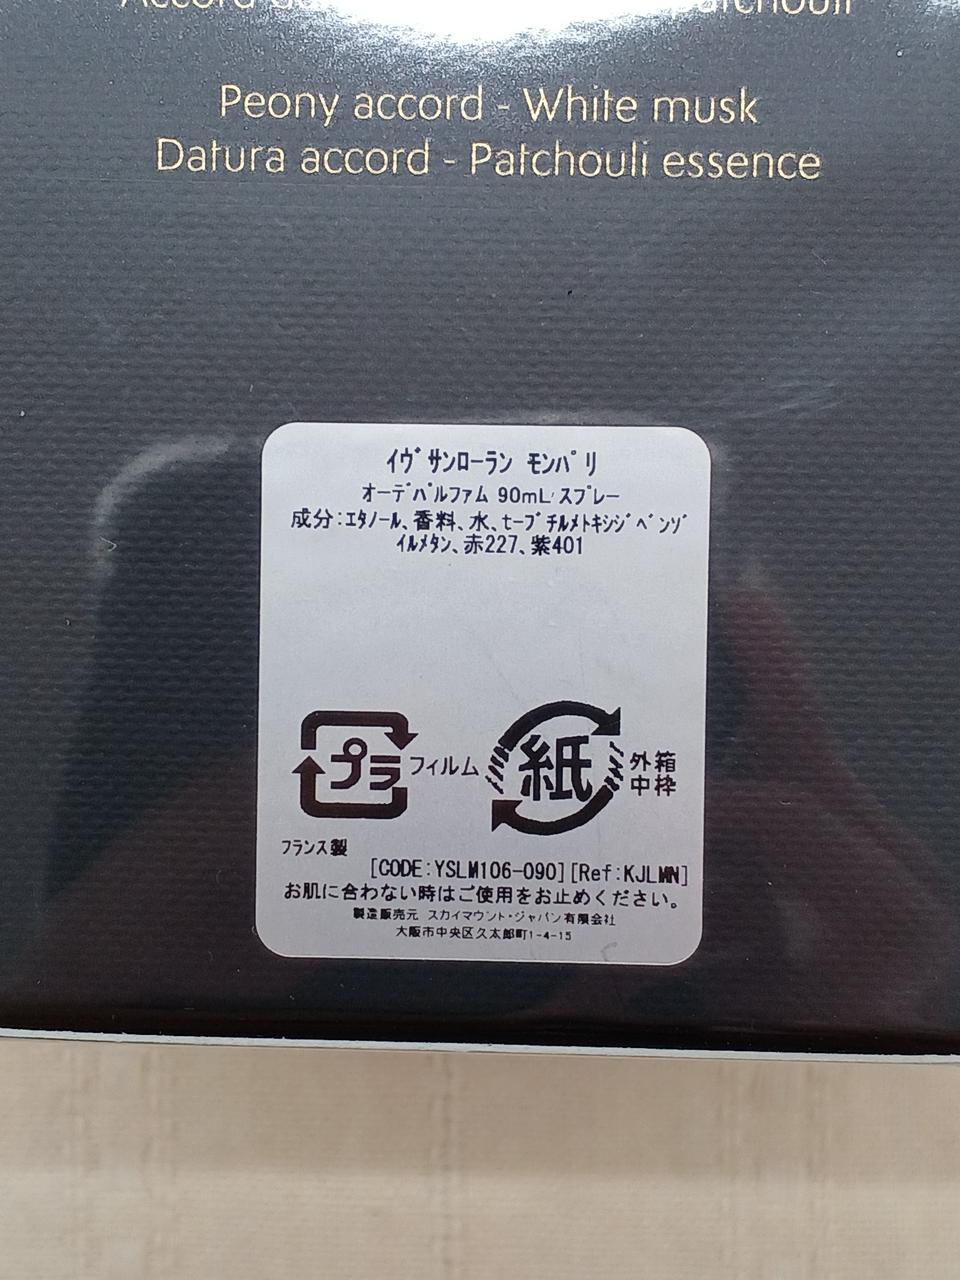 Accord patchouli
Peony accord - White musk
Datura accord - Patchouli essence
イヴサンローラン モンパリ
オーデパルファム 90mL/スプレー
成分:エタノール、香料、水、t-ブチルメトキシジベンゾ
イルメタン、赤227、紫401
プラ フィルム
紙 外箱
中枠
フランス製
[CODE:YSLM106-090][Ref:KJLMN]
お肌に合わない時はご使用をお止めください。
製造販売元 スカイマウント・ジャパン有限会社
大阪市中央区久太郎町1-4-15